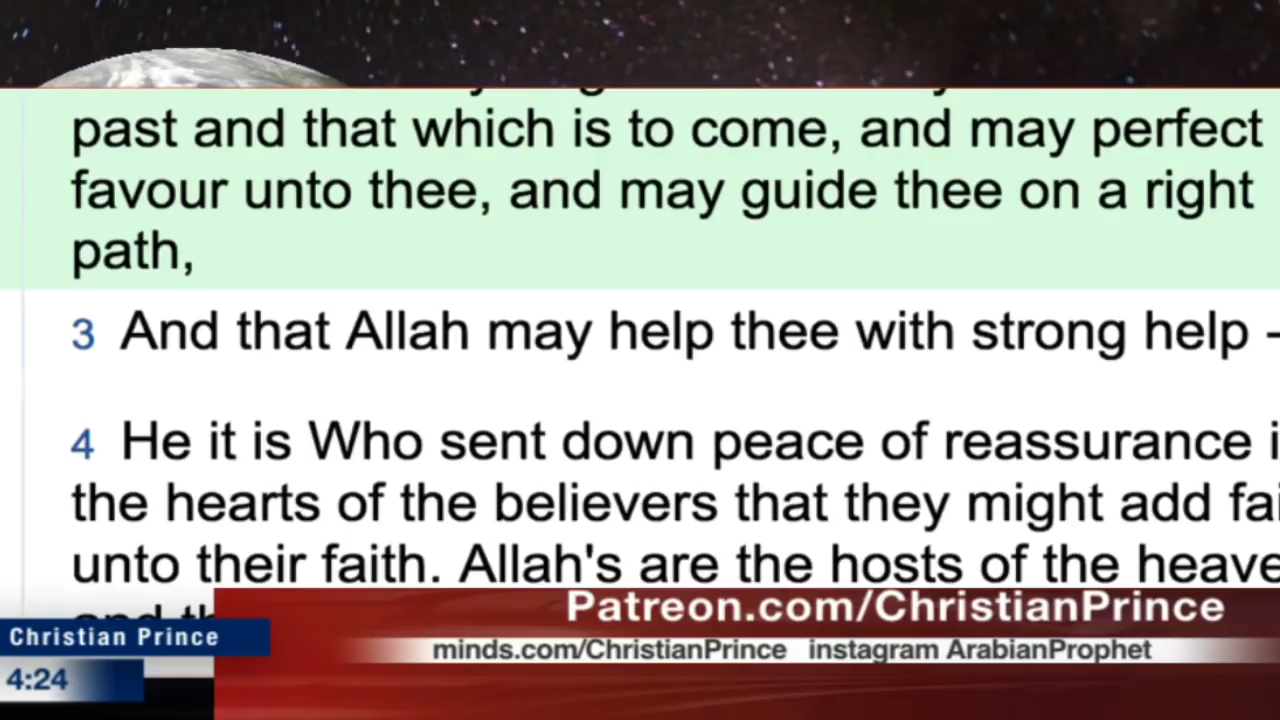 past and that which is to come, and may perfect
favour unto thee, and may guide thee on a right
path,
3 And that Allah may help thee with strong help -
4 He it is Who sent down peace of reassurance
the hearts of the believers that they might add
unto their faith. Allah's are the hosts of the
Patreon.com/ChristianPrince
Christian Prince
minds.com/ChristianPrince instagram ArabianProphet
4:24